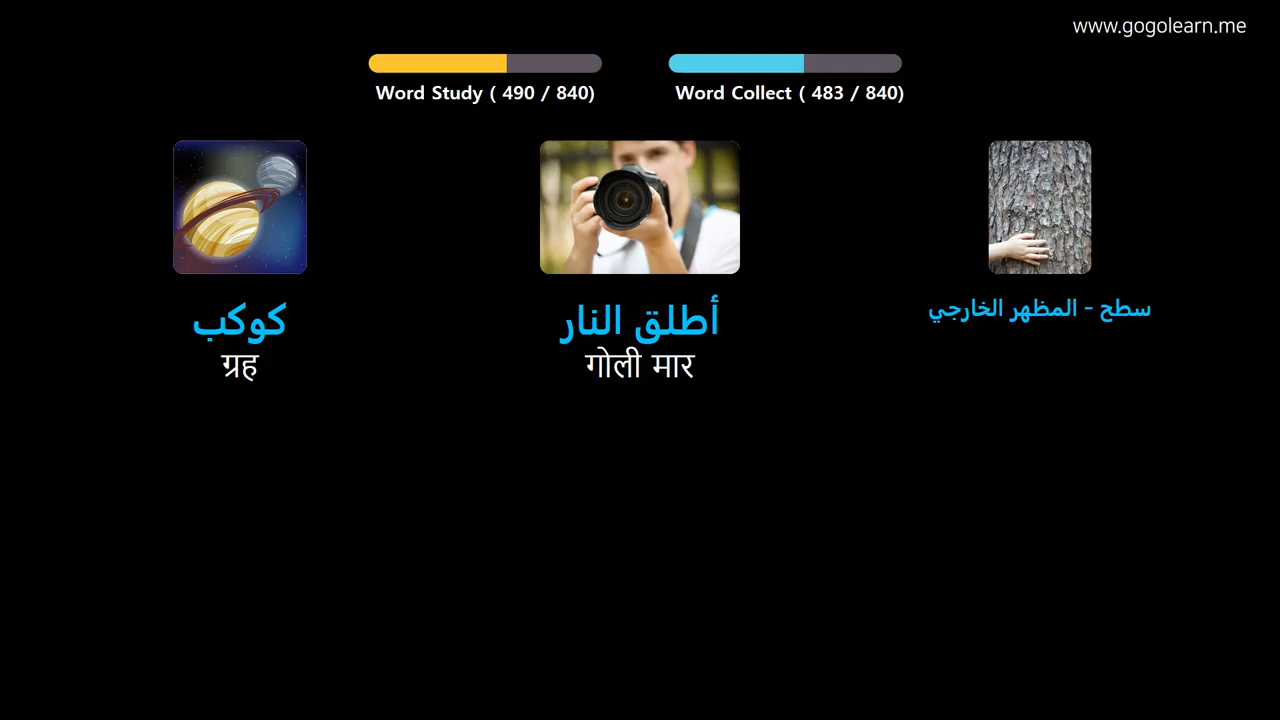 www.gogolearn.me
Word Study ( 490 / 840)
Word Collect ( 483 / 840)
كوكب
ग्रह
أطلق النار
गोली मार
سطح - المظهر الخارجي